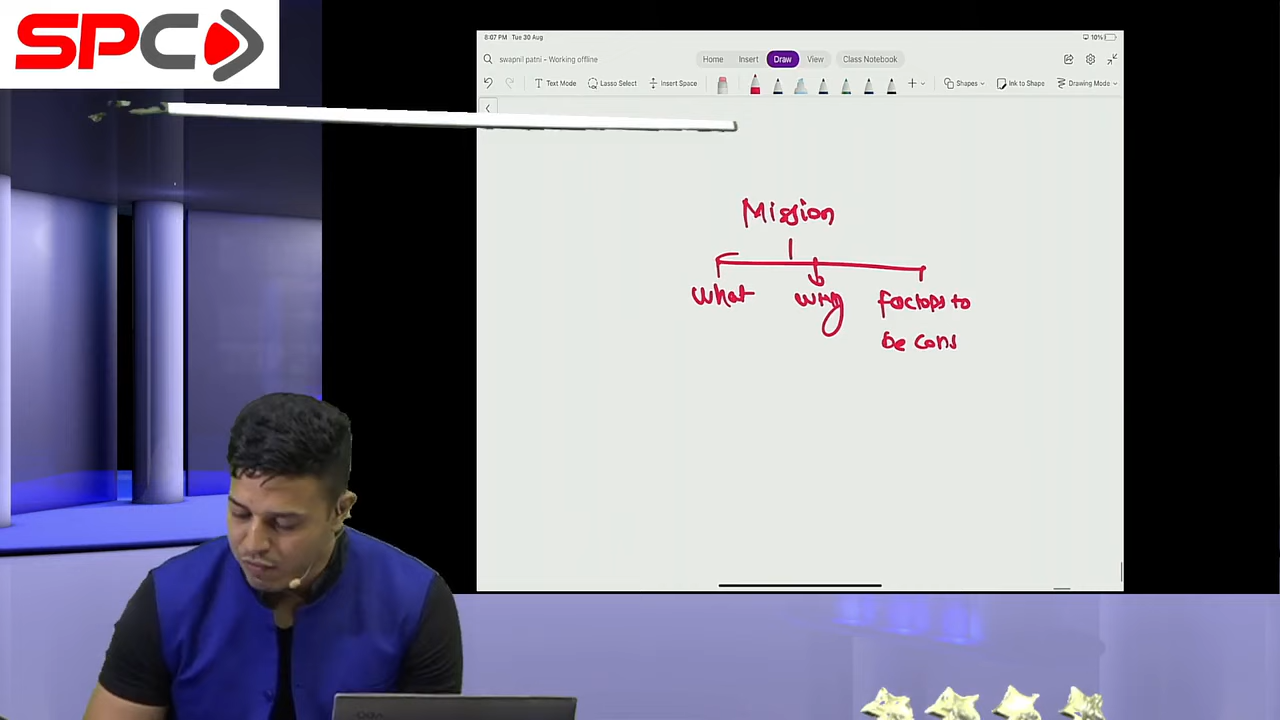 SPC
8:07 PM Tue 30 Aug
10%
swapnil patni - Working offline
Home Insert Draw View Class Notebook
Text Mode Lasso Select Insert Space Shapes Ink to Shape Drawing Mode
Mission
what why factors to
be cons